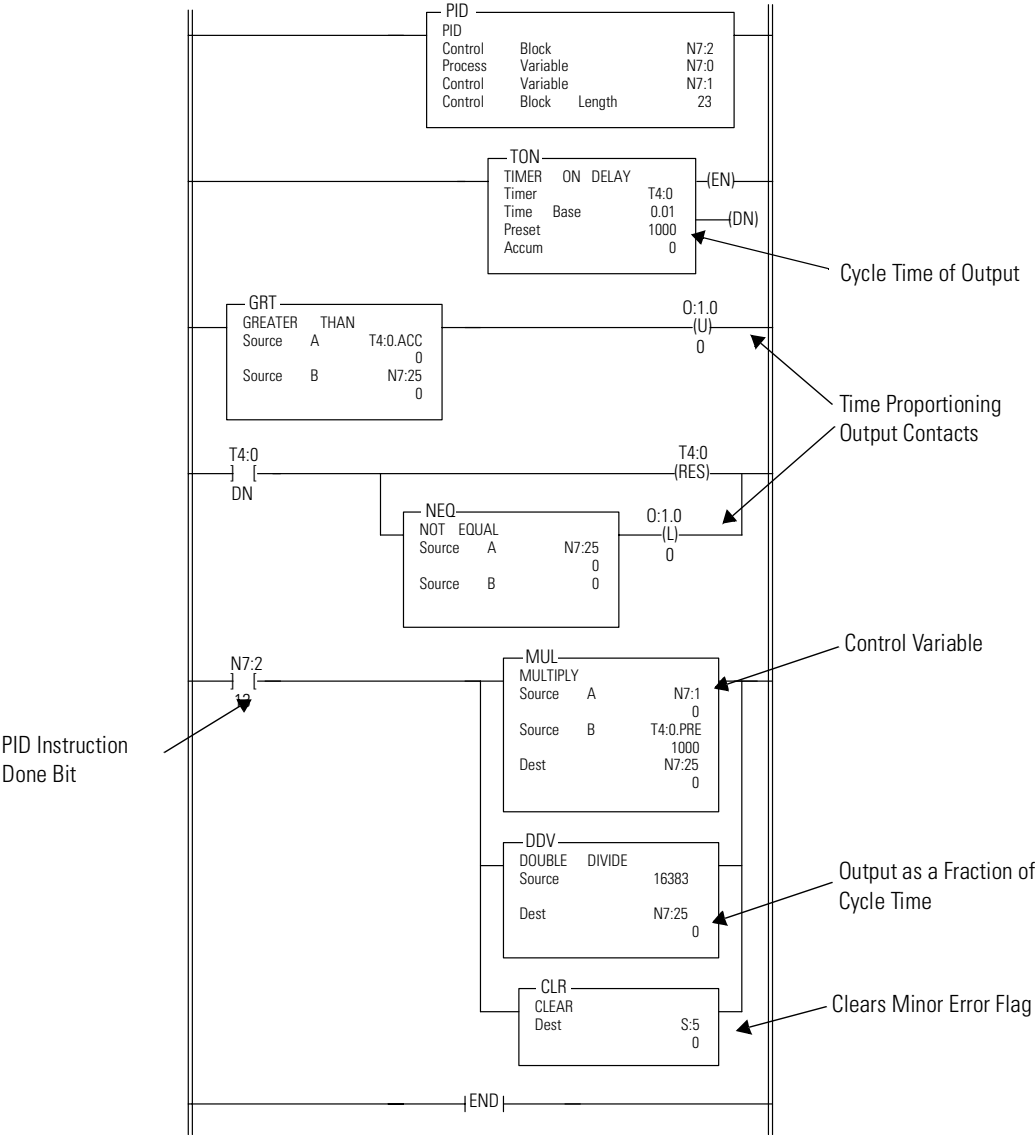 PID
PID
Control Block N7:2
Process Variable N7:0
Control Variable N7:1
Control Block Length 23
TON
TIMER ON DELAY
Timer T4:0
Time Base 0.01
Preset 1000
Accum 0
(EN)
(DN)
Cycle Time of Output
GRT
GREATER THAN
Source A T4:0.ACC
0
Source B N7:25
0
O:1.0
(U)
0
Time Proportioning
Output Contacts
T4:0
] [
DN
T4:0
(RES)
NEQ
NOT EQUAL
Source A N7:25
0
Source B 0
O:1.0
(L)
0
N7:2
] [
13
PID Instruction
Done Bit
MUL
MULTIPLY
Source A N7:1
0
Source B T4:0.PRE
1000
Dest N7:25
0
Control Variable
DDV
DOUBLE DIVIDE
Source 16383
Dest N7:25
0
Output as a Fraction of
Cycle Time
CLR
CLEAR
Dest S:5
0
Clears Minor Error Flag
END